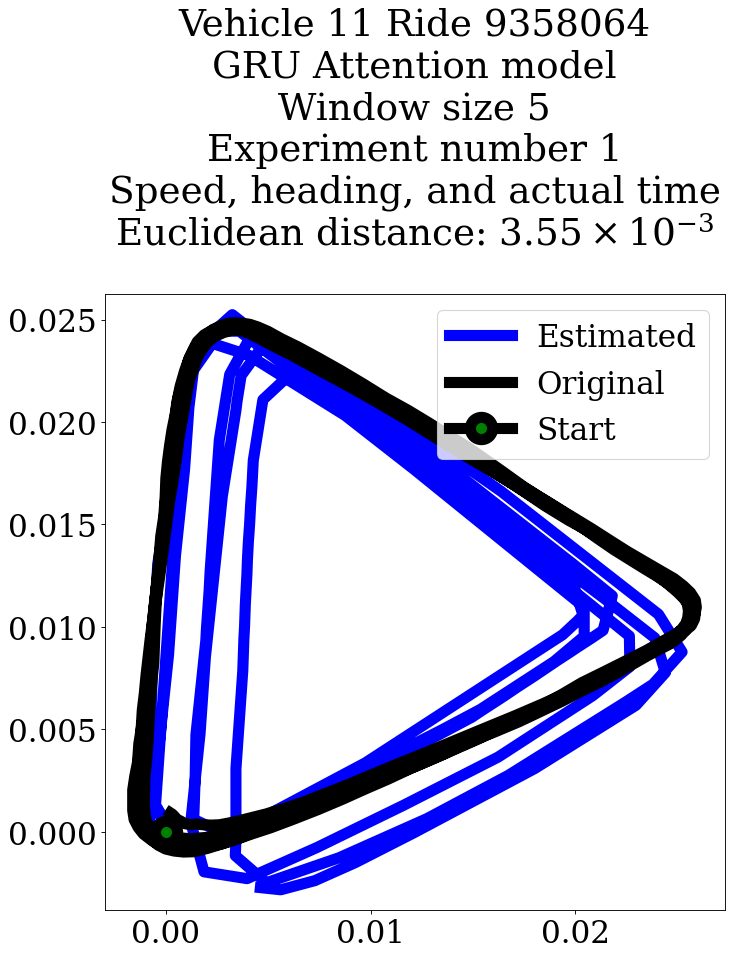 Vehicle 11 Ride 9358064
GRU Attention model
Window size 5
Experiment number 1
Speed, heading, and actual time
Euclidean distance: 3.55 × 10⁻³
Estimated
Original
Start
0.025
0.020
0.015
0.010
0.005
0.000
0.00 0.01 0.02